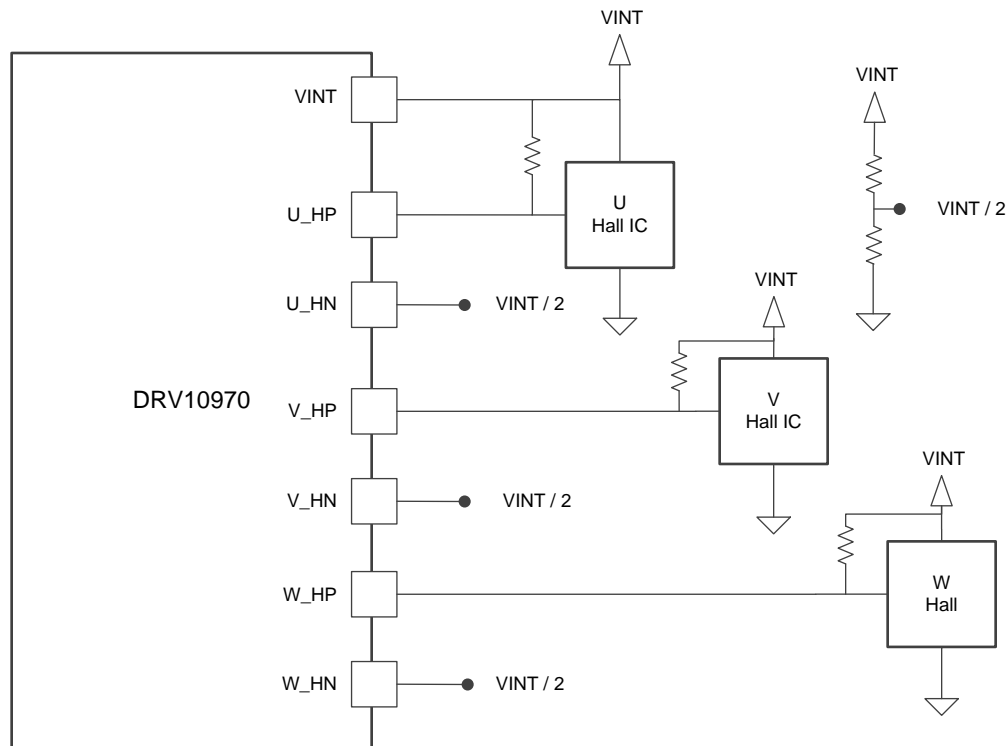 VINT
VINT
VINT
U_HP
U
Hall IC
VINT / 2
U_HN
VINT / 2
VINT
DRV10970
V_HP
V
Hall IC
VINT
V_HN
VINT / 2
W_HP
W
Hall
W_HN
VINT / 2